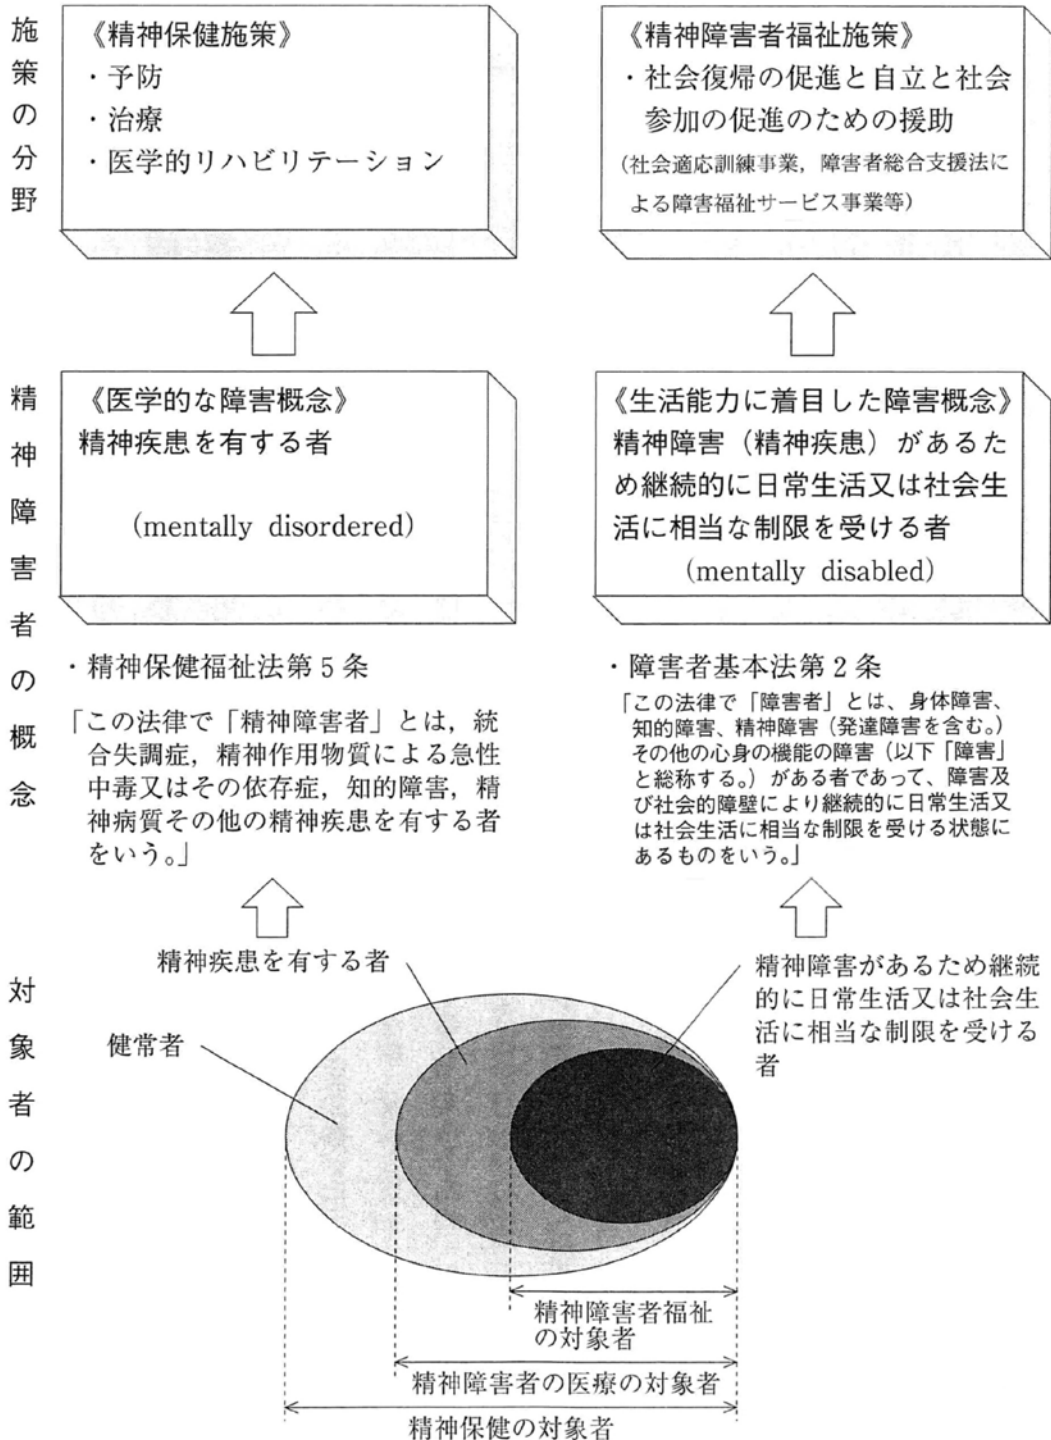 施策の分野
《精神保健施策》
・予防
・治療
・医学的リハビリテーション
《精神障害者福祉施策》
・社会復帰の促進と自立と社会
参加の促進のための援助
(社会適応訓練事業，障害者総合支援法に
よる障害福祉サービス事業等)
精神障害者の概念
《医学的な障害概念》
精神疾患を有する者
(mentally disordered)
《生活能力に着目した障害概念》
精神障害（精神疾患）があるた
め継続的に日常生活又は社会生
活に相当な制限を受ける者
(mentally disabled)
・精神保健福祉法第5条
「この法律で「精神障害者」とは，統
合失調症，精神作用物質による急性
中毒又はその依存症，知的障害，精
神病質その他の精神疾患を有する者
をいう。」
・障害者基本法第2条
「この法律で「障害者」とは、身体障害、
知的障害、精神障害（発達障害を含む。）
その他の心身の機能の障害（以下「障害」
と総称する。）がある者であって、障害及
び社会的障壁により継続的に日常生活又
は社会生活に相当な制限を受ける状態に
あるものをいう。」
対象者の範囲
精神疾患を有する者
健常者
精神障害があるため継続
的に日常生活又は社会生
活に相当な制限を受ける
者
精神障害者福祉
の対象者
精神障害者の医療の対象者
精神保健の対象者